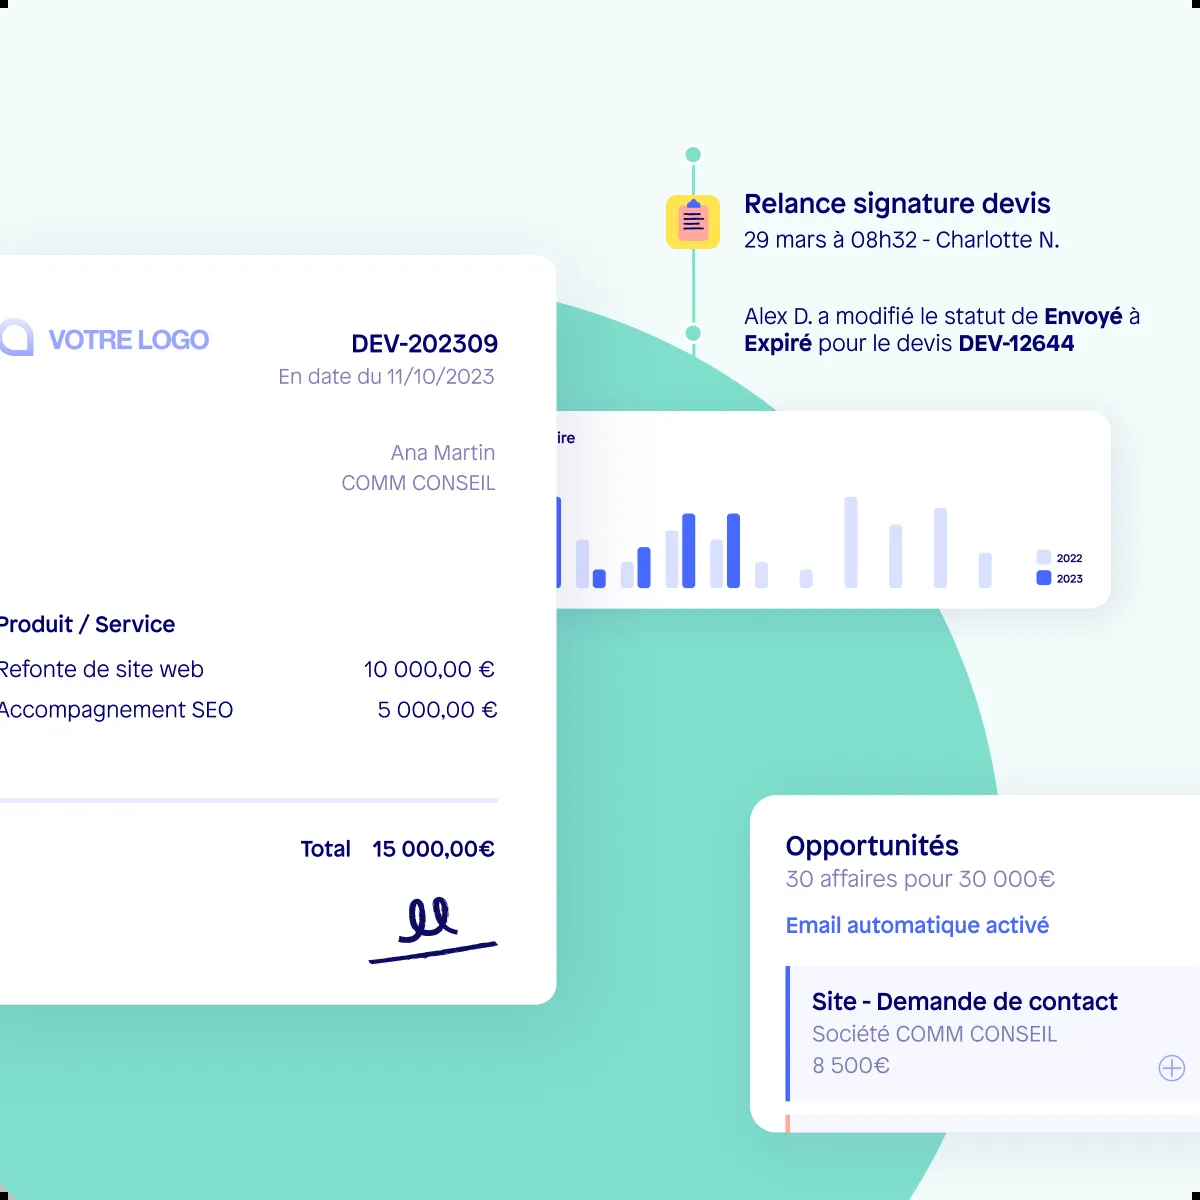 Relance signature devis
29 mars à 08h32 - Charlotte N.
Alex D. a modifié le statut de Envoyé à
Expiré pour le devis DEV-12644
VOTRE LOGO
DEV-202309
En date du 11/10/2023
Ana Martin
COMM CONSEIL
Produit / Service
Refonte de site web 10 000,00 €
Accompagnement SEO 5 000,00 €
Total 15 000,00€
ire
2022
2023
Opportunités
30 affaires pour 30 000€
Email automatique activé
Site - Demande de contact
Société COMM CONSEIL
8 500€